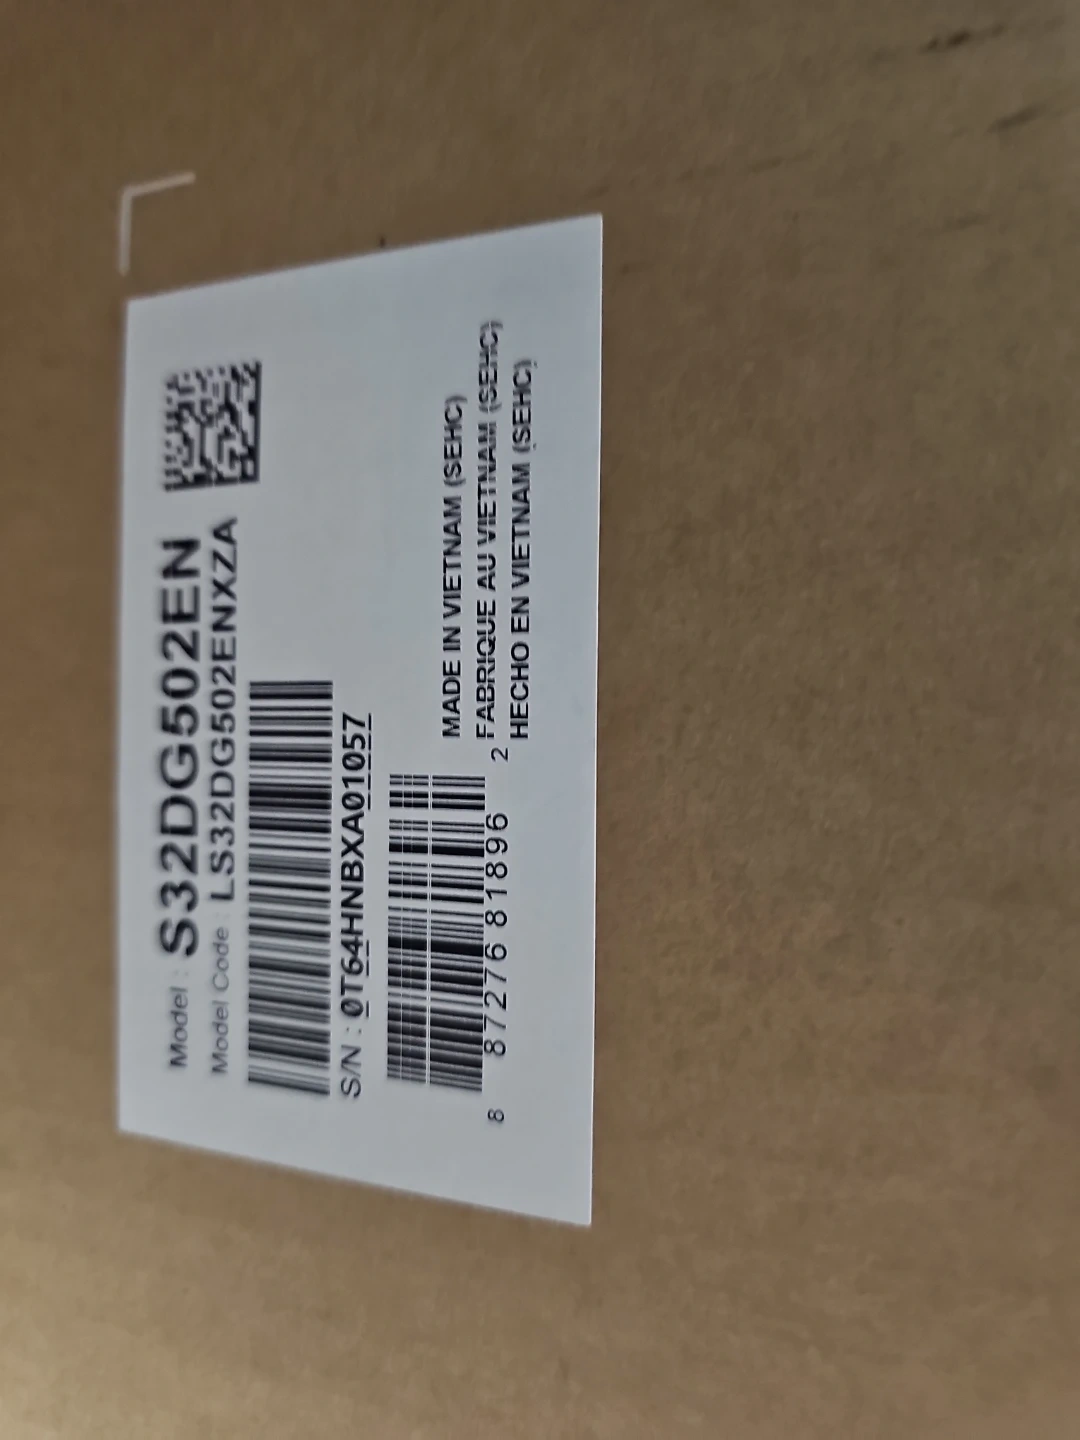 Model : S32DG502EN
Model Code : LS32DG502ENXZA
S/N : 0T64HNBXA01057
8 87276 81896 2
MADE IN VIETNAM (SEHC)
FABRIQUE AU VIETNAM (SEHC)
HECHO EN VIETNAM (SEHC)